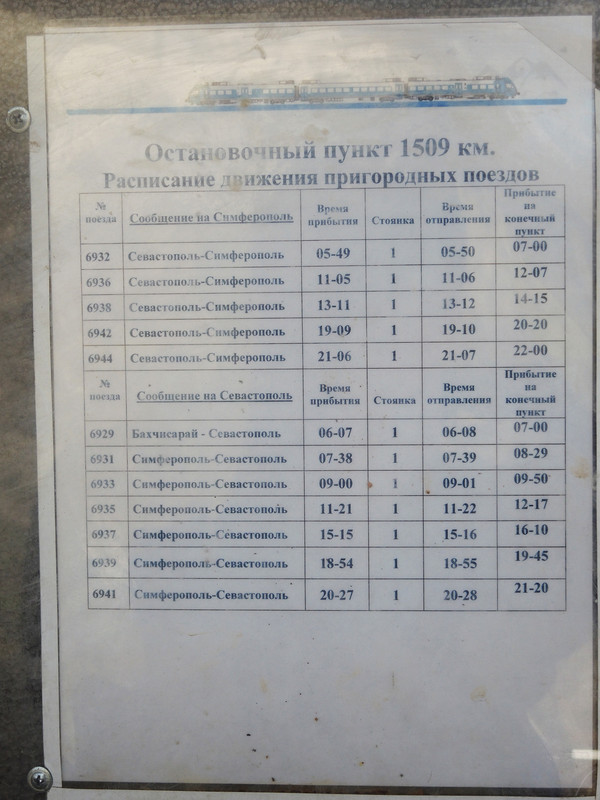 Остановочный пункт 1509 км.
Расписание движения пригородных поездов
№ поезда Сообщение на Симферополь Время прибытия Стоянка Время отправления Прибытие на конечный пункт
6932 Севастополь-Симферополь 05-49 1 05-50 07-00
6936 Севастополь-Симферополь 11-05 1 11-06 12-07
6938 Севастополь-Симферополь 13-11 1 13-12 14-15
6942 Севастополь-Симферополь 19-09 1 19-10 20-20
6944 Севастополь-Симферополь 21-06 1 21-07 22-00
№ поезда Сообщение на Севастополь Время прибытия Стоянка Время отправления Прибытие на конечный пункт
6929 Бахчисарай - Севастополь 06-07 1 06-08 07-00
6931 Симферополь-Севастополь 07-38 1 07-39 08-29
6933 Симферополь-Севастополь 09-00 1 09-01 09-50
6935 Симферополь-Севастополь 11-21 1 11-22 12-17
6937 Симферополь-Севастополь 15-15 1 15-16 16-10
6939 Симферополь-Севастополь 18-54 1 18-55 19-45
6941 Симферополь-Севастополь 20-27 1 20-28 21-20